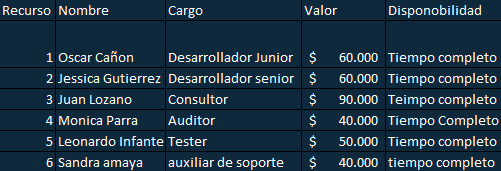 Recurso Nombre Cargo Valor Disponobilidad
1 Oscar Cañon Desarrollador Junior $ 60.000 Tiempo completo
2 Jessica Gutierrez Desarrollador senior $ 60.000 Tiempo completo
3 Juan Lozano Consultor $ 90.000 Teimpo completo
4 Monica Parra Auditor $ 40.000 Tiempo Completo
5 Leonardo Infante Tester $ 50.000 Tiempo completo
6 Sandra amaya auxiliar de soporte $ 40.000 tiempo completo